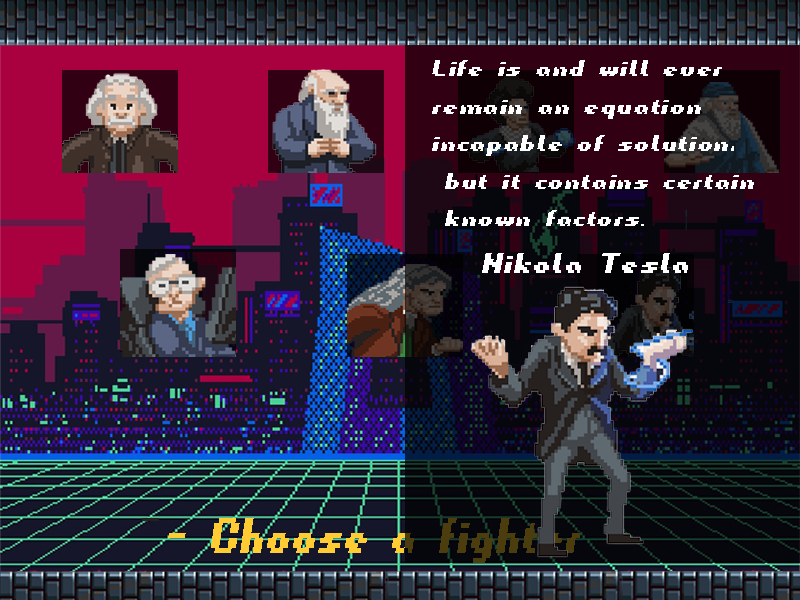 Life is and will ever
remain an equation
incapable of solution.
but it contains certain
known factors.
Nikola Tesla
- Choose a fighter